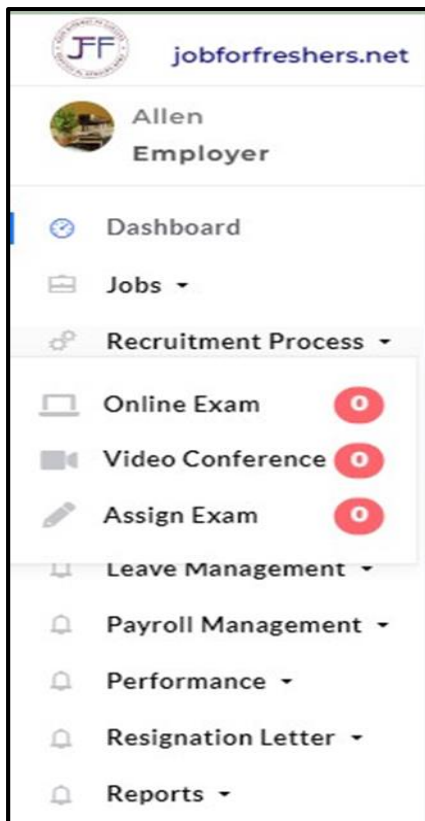 JFF
jobforfreshers.net
Allen
Employer
Dashboard
Jobs
Recruitment Process
Online Exam 0
Video Conference 0
Assign Exam 0
Leave Management
Payroll Management
Performance
Resignation Letter
Reports